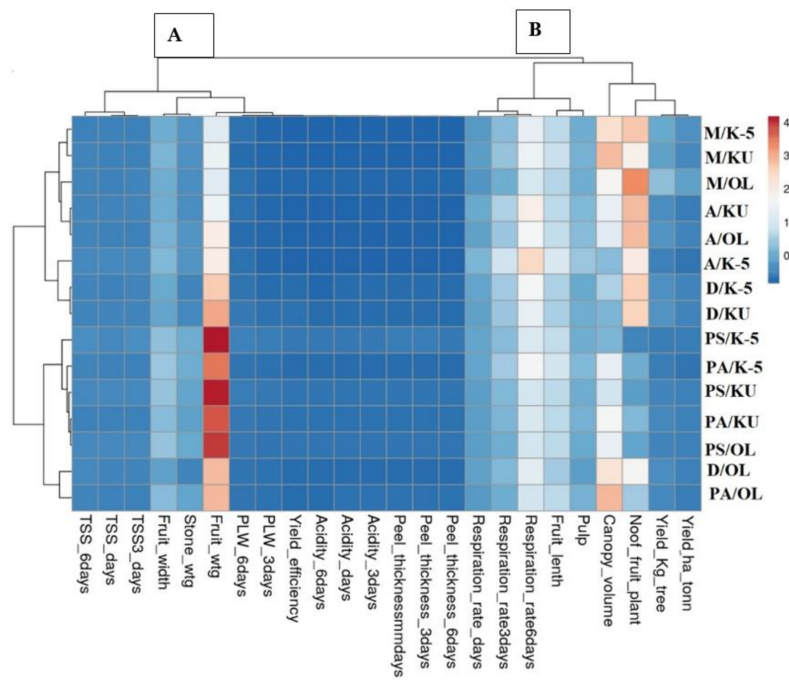 A
B
4
3
2
1
0
M/K-5
M/KU
M/OL
A/KU
A/OL
A/K-5
D/K-5
D/KU
PS/K-5
PA/K-5
PS/KU
PA/KU
PS/OL
D/OL
PA/OL
TSS_6days
TSS_days
TSS3_days
Fruit_width
Stone_wtg
Fruit_wtg
PLW_6days
PLW_3days
Yield_efficiency
Acidity_6days
Acidity_days
Acidity_3days
Peel_thicknessmmdays
Peel_thickness_3days
Peel_thickness_6days
Respiration_rate_days
Respiration_rate3days
Respiration_rate6days
Fruit_lenth
Pulp
Canopy_volume
Noof_fruit_plant
Yield_Kg_tree
Yield_ha_tonn